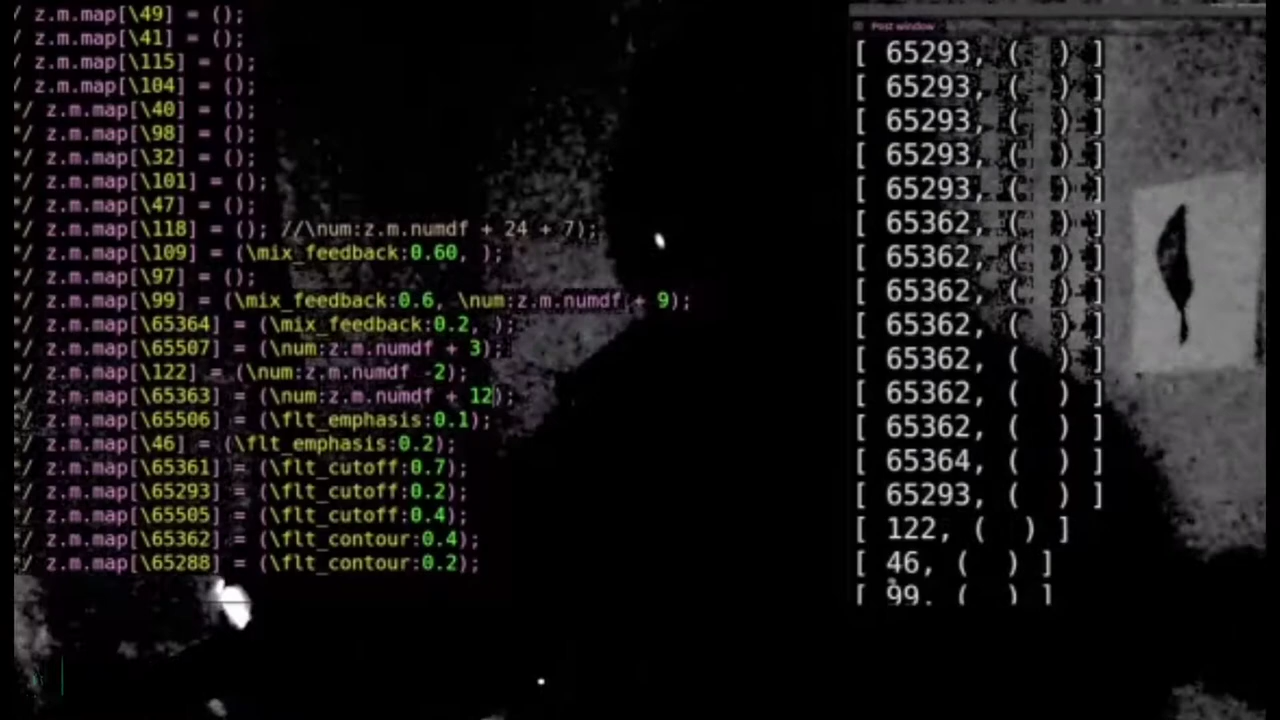 / z.m.map[\49] = ();
/ z.m.map[\41] = ();
/ z.m.map[\115] = ();
/ z.m.map[\104] = ();
*/ z.m.map[\40] = ();
*/ z.m.map[\98] = ();
*/ z.m.map[\32] = ();
*/ z.m.map[\101] = ();
*/ z.m.map[\47] = ();
*/ z.m.map[\118] = (); //\num:z.m.numdf + 24 + 7);
*/ z.m.map[\109] = (\mix_feedback:0.60, );
*/ z.m.map[\97] = ();
*/ z.m.map[\99] = (\mix_feedback:0.6, \num:z.m.numdf + 9);
*/ z.m.map[\65364] = (\mix_feedback:0.2, );
*/ z.m.map[\65507] = (\num:z.m.numdf + 3);
*/ z.m.map[\122] = (\num:z.m.numdf -2);
*/ z.m.map[\65363] = (\num:z.m.numdf + 12);
*/ z.m.map[\65506] = (\flt_emphasis:0.1);
*/ z.m.map[\46] = (\flt_emphasis:0.2);
*/ z.m.map[\65361] = (\flt_cutoff:0.7);
*/ z.m.map[\65293] = (\flt_cutoff:0.2);
*/ z.m.map[\65505] = (\flt_cutoff:0.4);
*/ z.m.map[\65362] = (\flt_contour:0.4);
*/ z.m.map[\65288] = (\flt_contour:0.2);
Post window
[ 65293, (  ) ]
[ 65293, (  ) ]
[ 65293, (  ) ]
[ 65293, (  ) ]
[ 65293, (  ) ]
[ 65362, (  ) ]
[ 65362, (  ) ]
[ 65362, (  ) ]
[ 65362, (  ) ]
[ 65362, (  ) ]
[ 65362, (  ) ]
[ 65362, (  ) ]
[ 65364, (  ) ]
[ 65293, (  ) ]
[ 122, (  ) ]
[ 46, (  ) ]
[ 99, (  ) ]